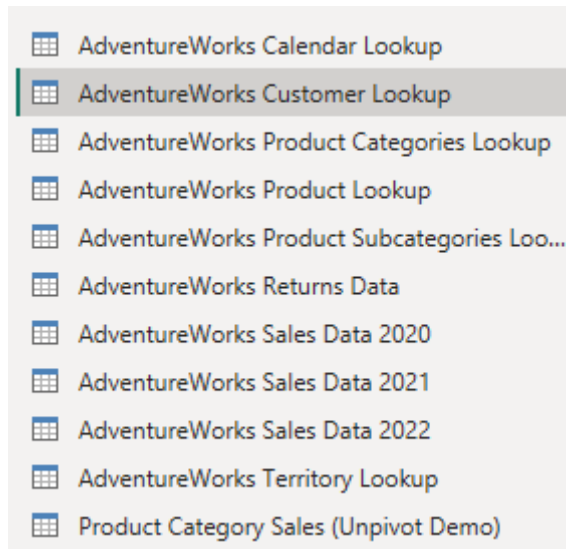 AdventureWorks Calendar Lookup
AdventureWorks Customer Lookup
AdventureWorks Product Categories Lookup
AdventureWorks Product Lookup
AdventureWorks Product Subcategories Loo...
AdventureWorks Returns Data
AdventureWorks Sales Data 2020
AdventureWorks Sales Data 2021
AdventureWorks Sales Data 2022
AdventureWorks Territory Lookup
Product Category Sales (Unpivot Demo)